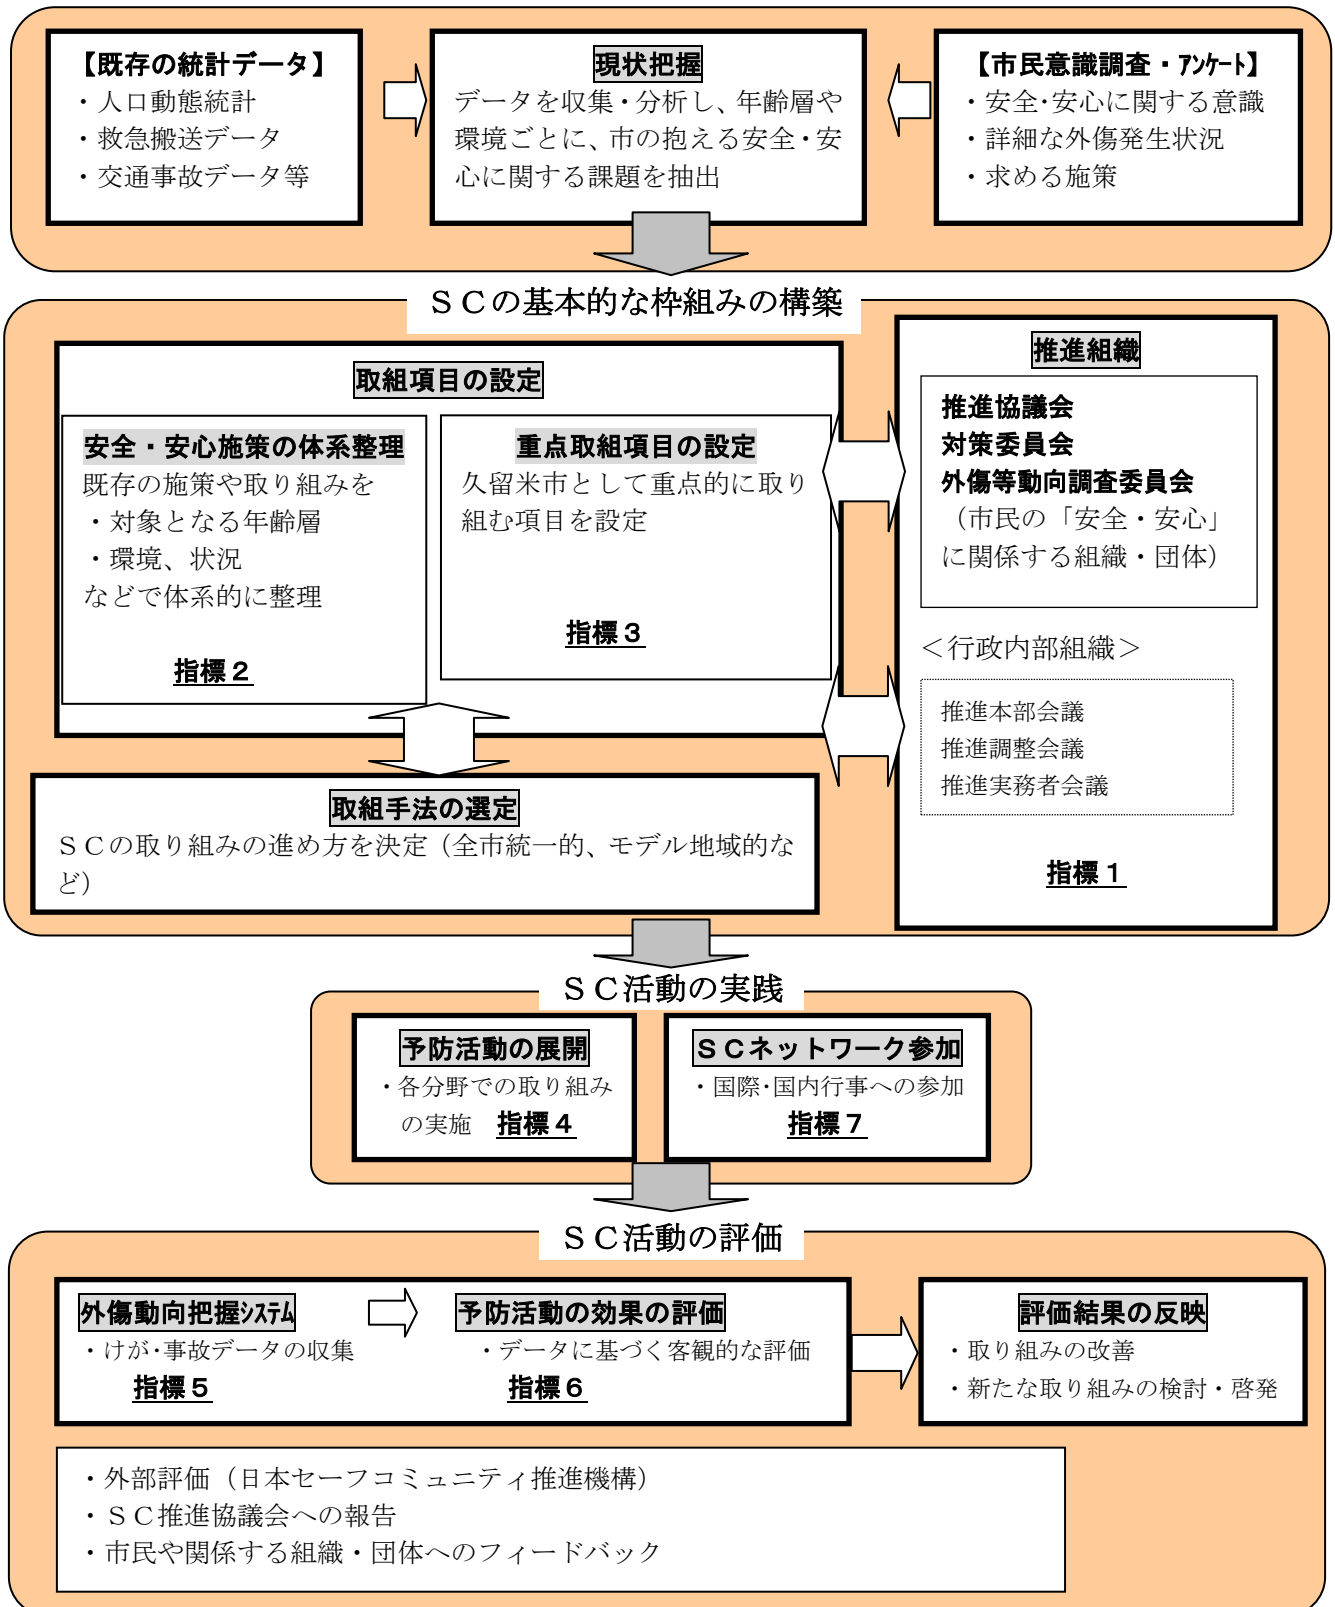 【既存の統計データ】
・人口動態統計
・救急搬送データ
・交通事故データ等
現状把握
データを収集・分析し、年齢層や
環境ごとに、市の抱える安全・安
心に関する課題を抽出
【市民意識調査・ｱﾝｹｰﾄ】
・安全・安心に関する意識
・詳細な外傷発生状況
・求める施策
ＳＣの基本的な枠組みの構築
取組項目の設定
安全・安心施策の体系整理
既存の施策や取り組みを
・対象となる年齢層
・環境、状況
などで体系的に整理
指標２
重点取組項目の設定
久留米市として重点的に取り
組む項目を設定
指標３
取組手法の選定
ＳＣの取り組みの進め方を決定（全市統一的、モデル地域的な
ど）
推進組織
推進協議会
対策委員会
外傷等動向調査委員会
（市民の「安全・安心」
に関係する組織・団体）
＜行政内部組織＞
推進本部会議
推進調整会議
推進実務者会議
指標１
ＳＣ活動の実践
予防活動の展開
・各分野での取り組み
の実施　指標４
ＳＣネットワーク参加
・国際・国内行事への参加
指標７
ＳＣ活動の評価
外傷動向把握ｼｽﾃﾑ
・けが・事故データの収集
指標５
予防活動の効果の評価
・データに基づく客観的な評価
指標６
評価結果の反映
・取り組みの改善
・新たな取り組みの検討・啓発
・外部評価（日本セーフコミュニティ推進機構）
・ＳＣ推進協議会への報告
・市民や関係する組織・団体へのフィードバック